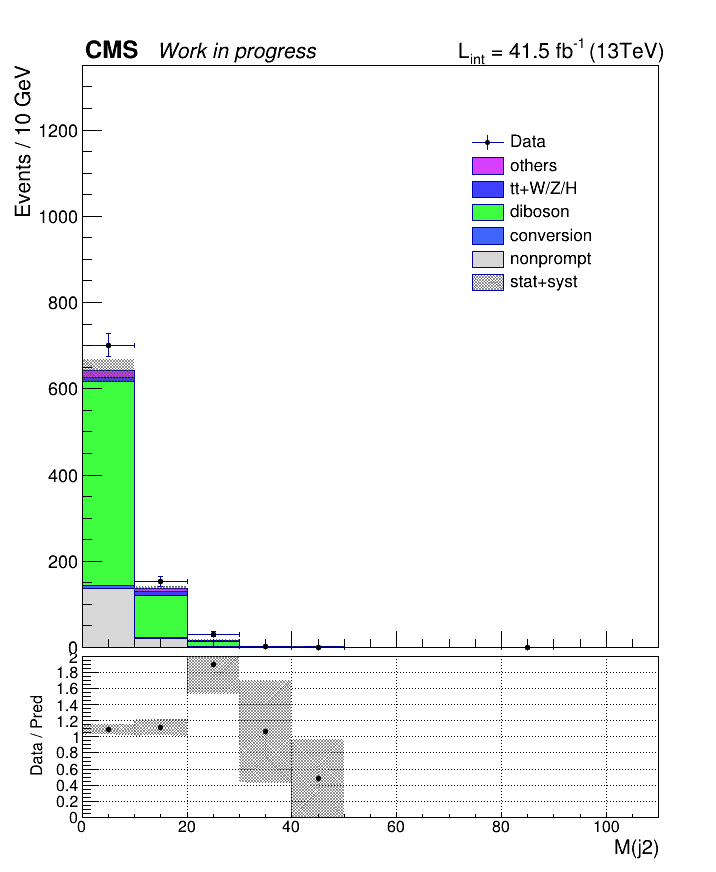 CMS Work in progress L_int = 41.5 fb^-1 (13TeV)
Events / 10 GeV
1200
1000
800
600
400
200
0
Data
others
tt+W/Z/H
diboson
conversion
nonprompt
stat+syst
Data / Pred
2
1.8
1.6
1.4
1.2
1
0.8
0.6
0.4
0.2
0
0 20 40 60 80 100
M(j2)